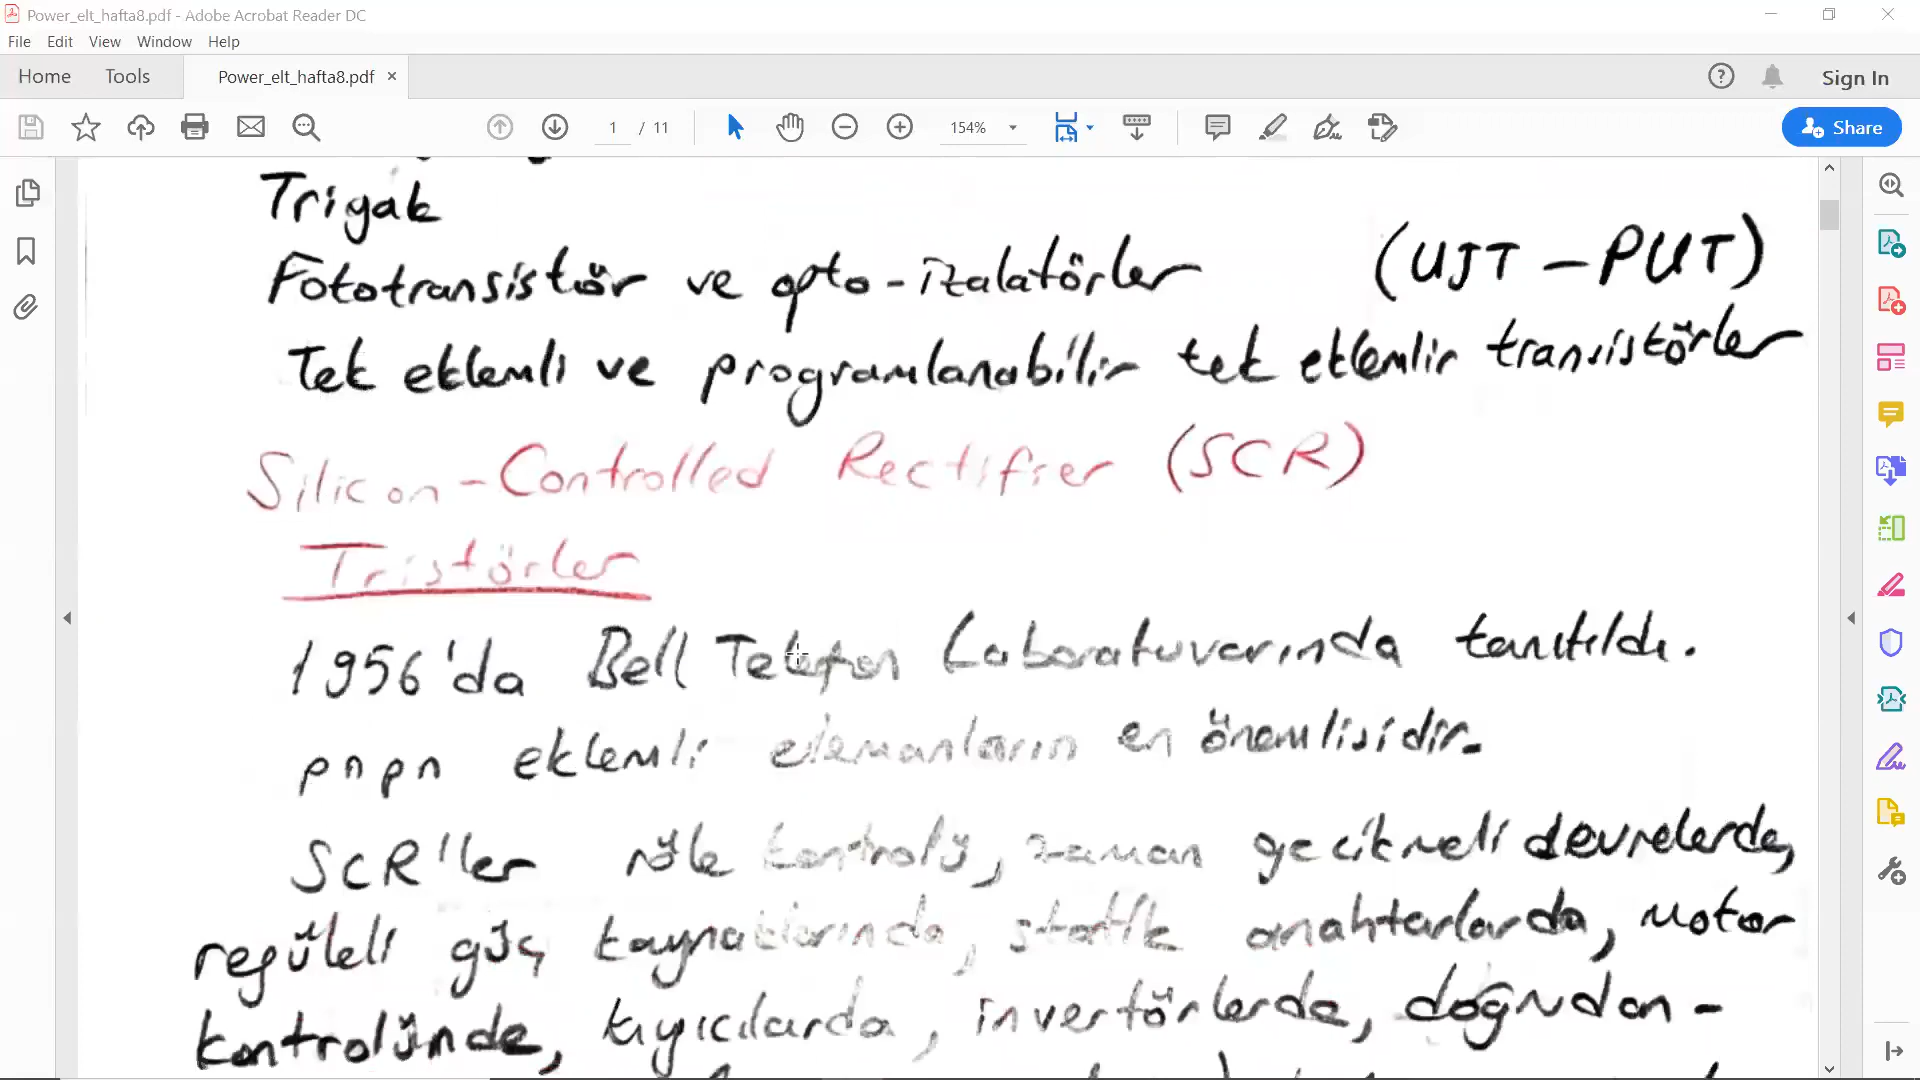 Power_elt_hafta8.pdf - Adobe Acrobat Reader DC
File Edit View Window Help
Home Tools Power_elt_hafta8.pdf × ? Sign In
1 / 11 154% Share
Trigak
Fototransistör ve opto-izalatörler (UJT - PUT)
Tek eklemli ve programlanabilir tek eklemlir transistörler
Silicon-Controlled Rectifier (SCR)
Tristörler
1956'da Bell Telefon Laboratuvarında tanıtıldı.
pnpn eklemli elemanların en önemlisidir.
SCR'ler röle kontrolü, zaman gecikmeli devrelerde,
regüleli güç kaynaklarında, statik anahtarlarda, motor
kontrolünde, kıyıcılarda, invertörlerde, doğrudan-